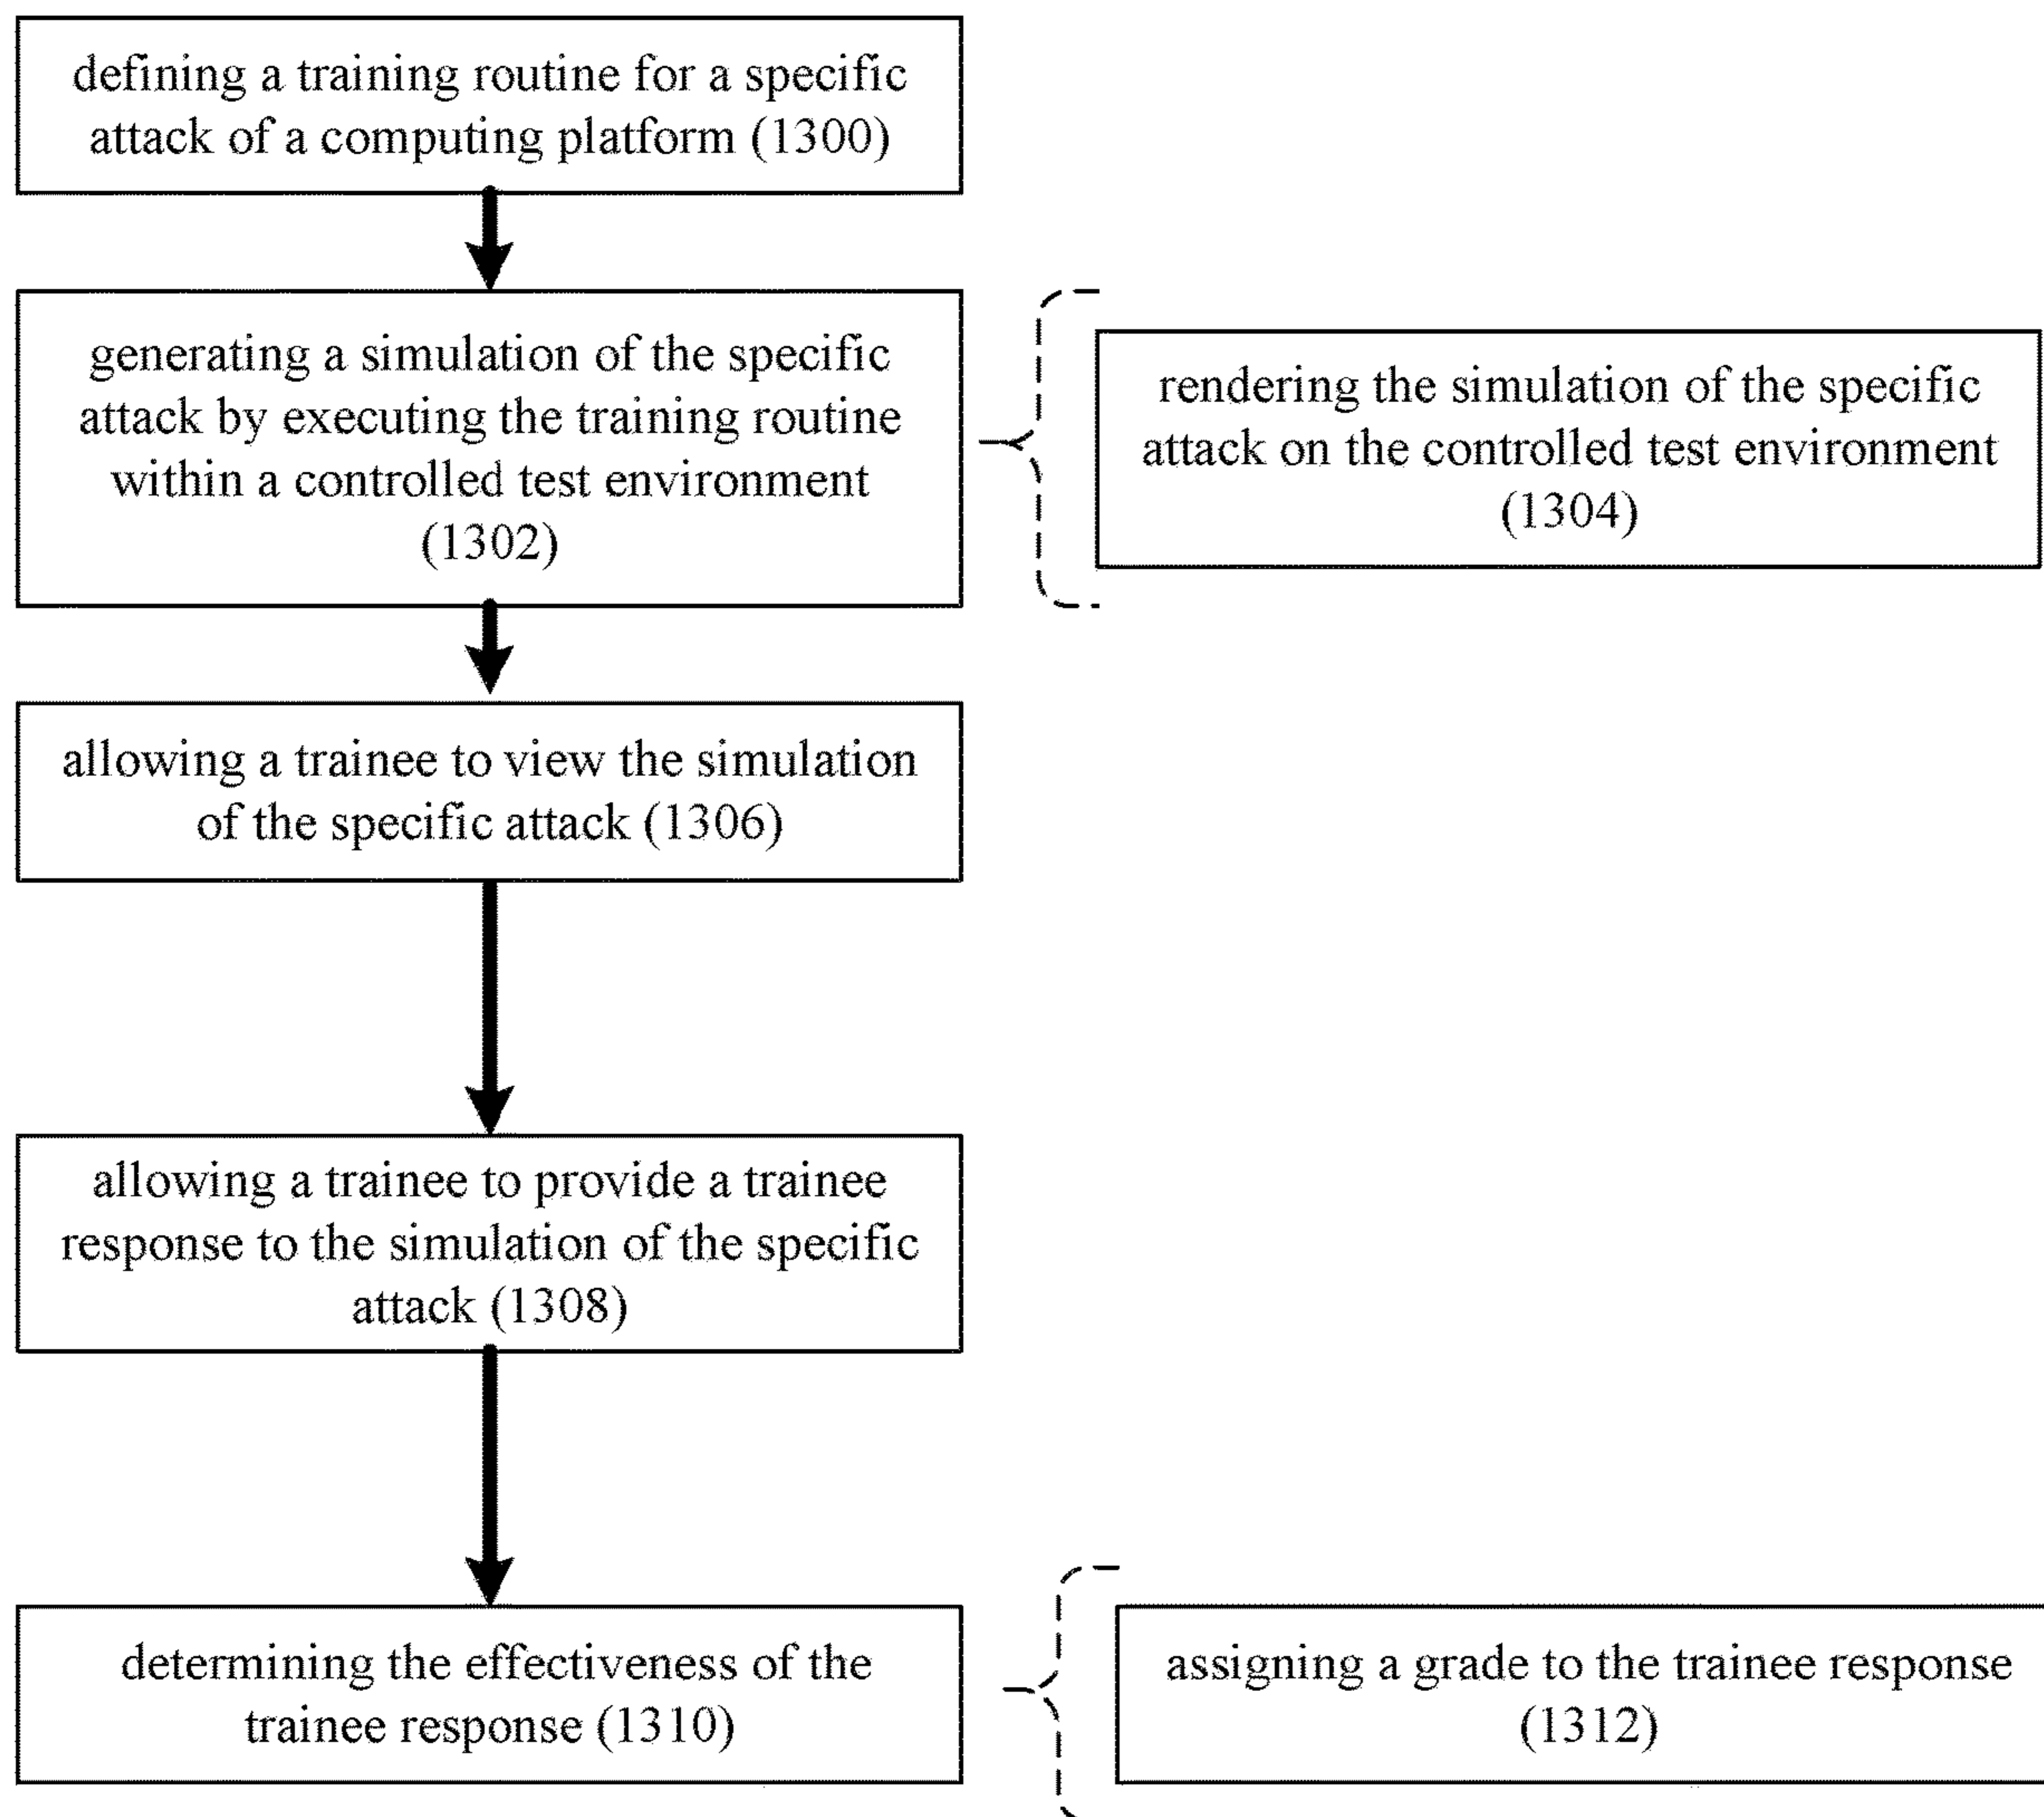 defining a training routine for a specific
attack of a computing platform (1300)
generating a simulation of the specific
attack by executing the training routine
within a controlled test environment
(1302)
rendering the simulation of the specific
attack on the controlled test environment
(1304)
allowing a trainee to view the simulation
of the specific attack (1306)
allowing a trainee to provide a trainee
response to the simulation of the specific
attack (1308)
determining the effectiveness of the
trainee response (1310)
assigning a grade to the trainee response
(1312)